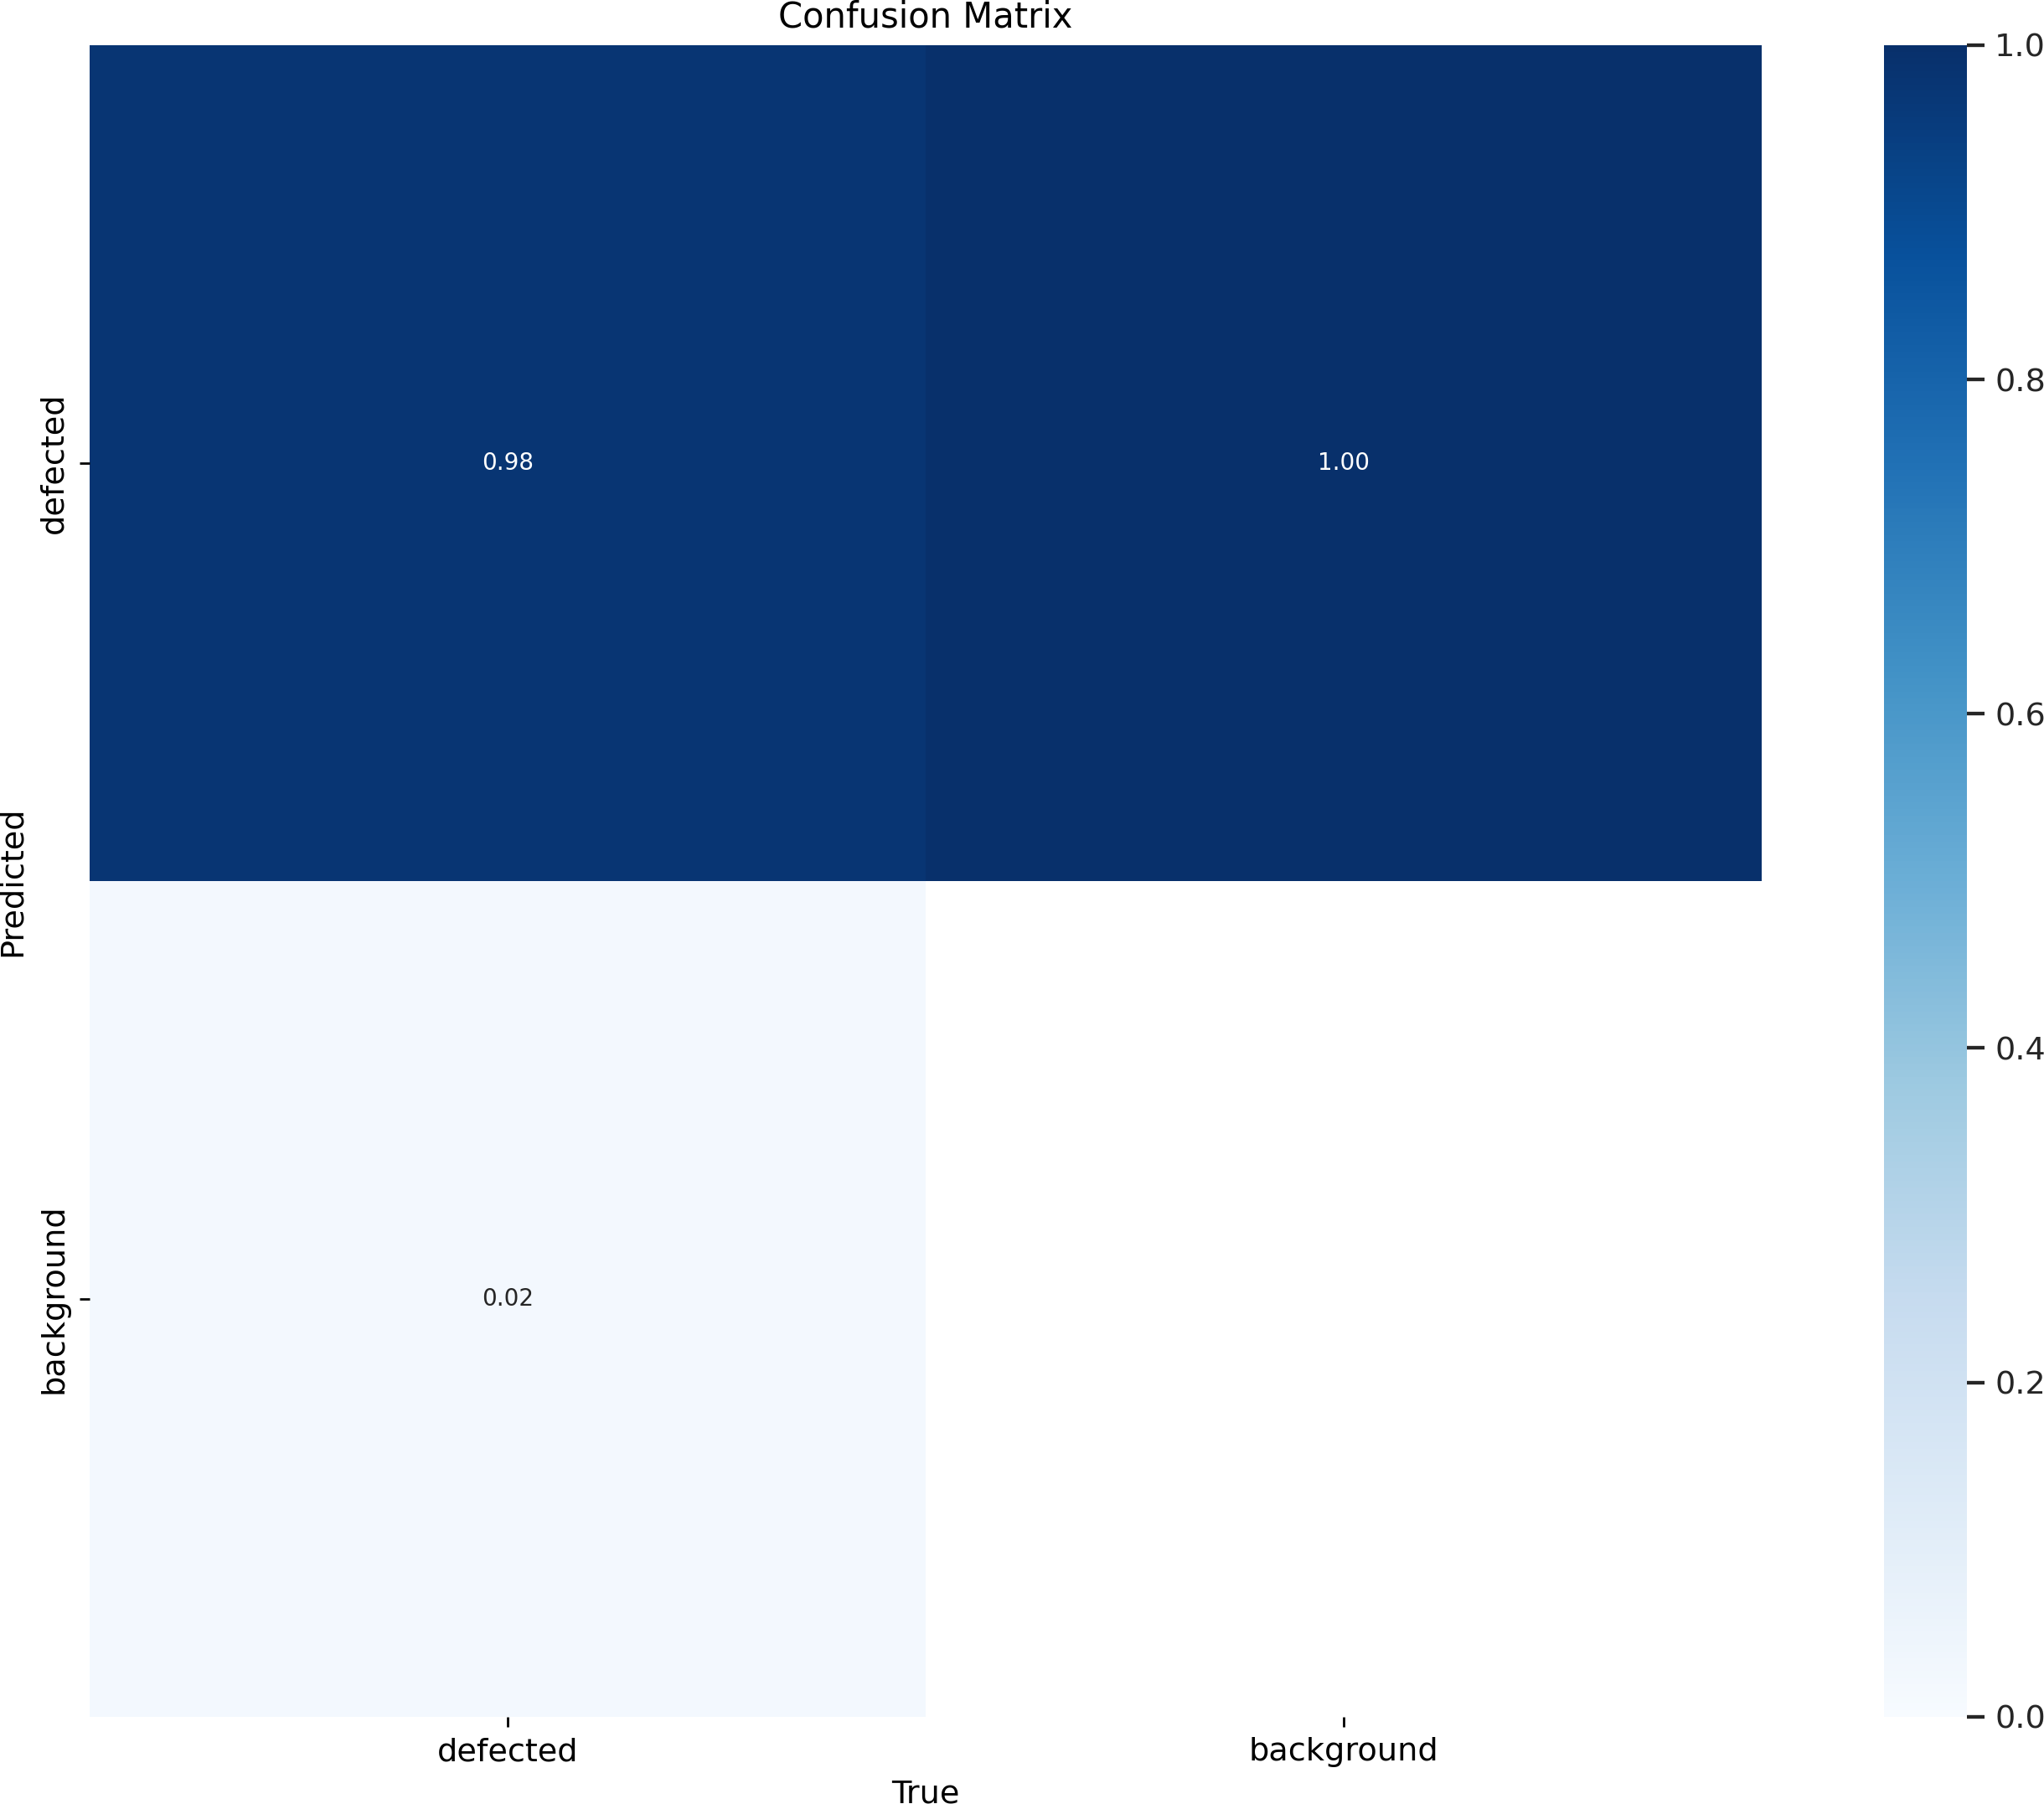 Confusion Matrix
1.0
0.8
defected
0.98
1.00
0.6
Predicted
0.4
background
0.02
0.2
0.0
defected
background
True